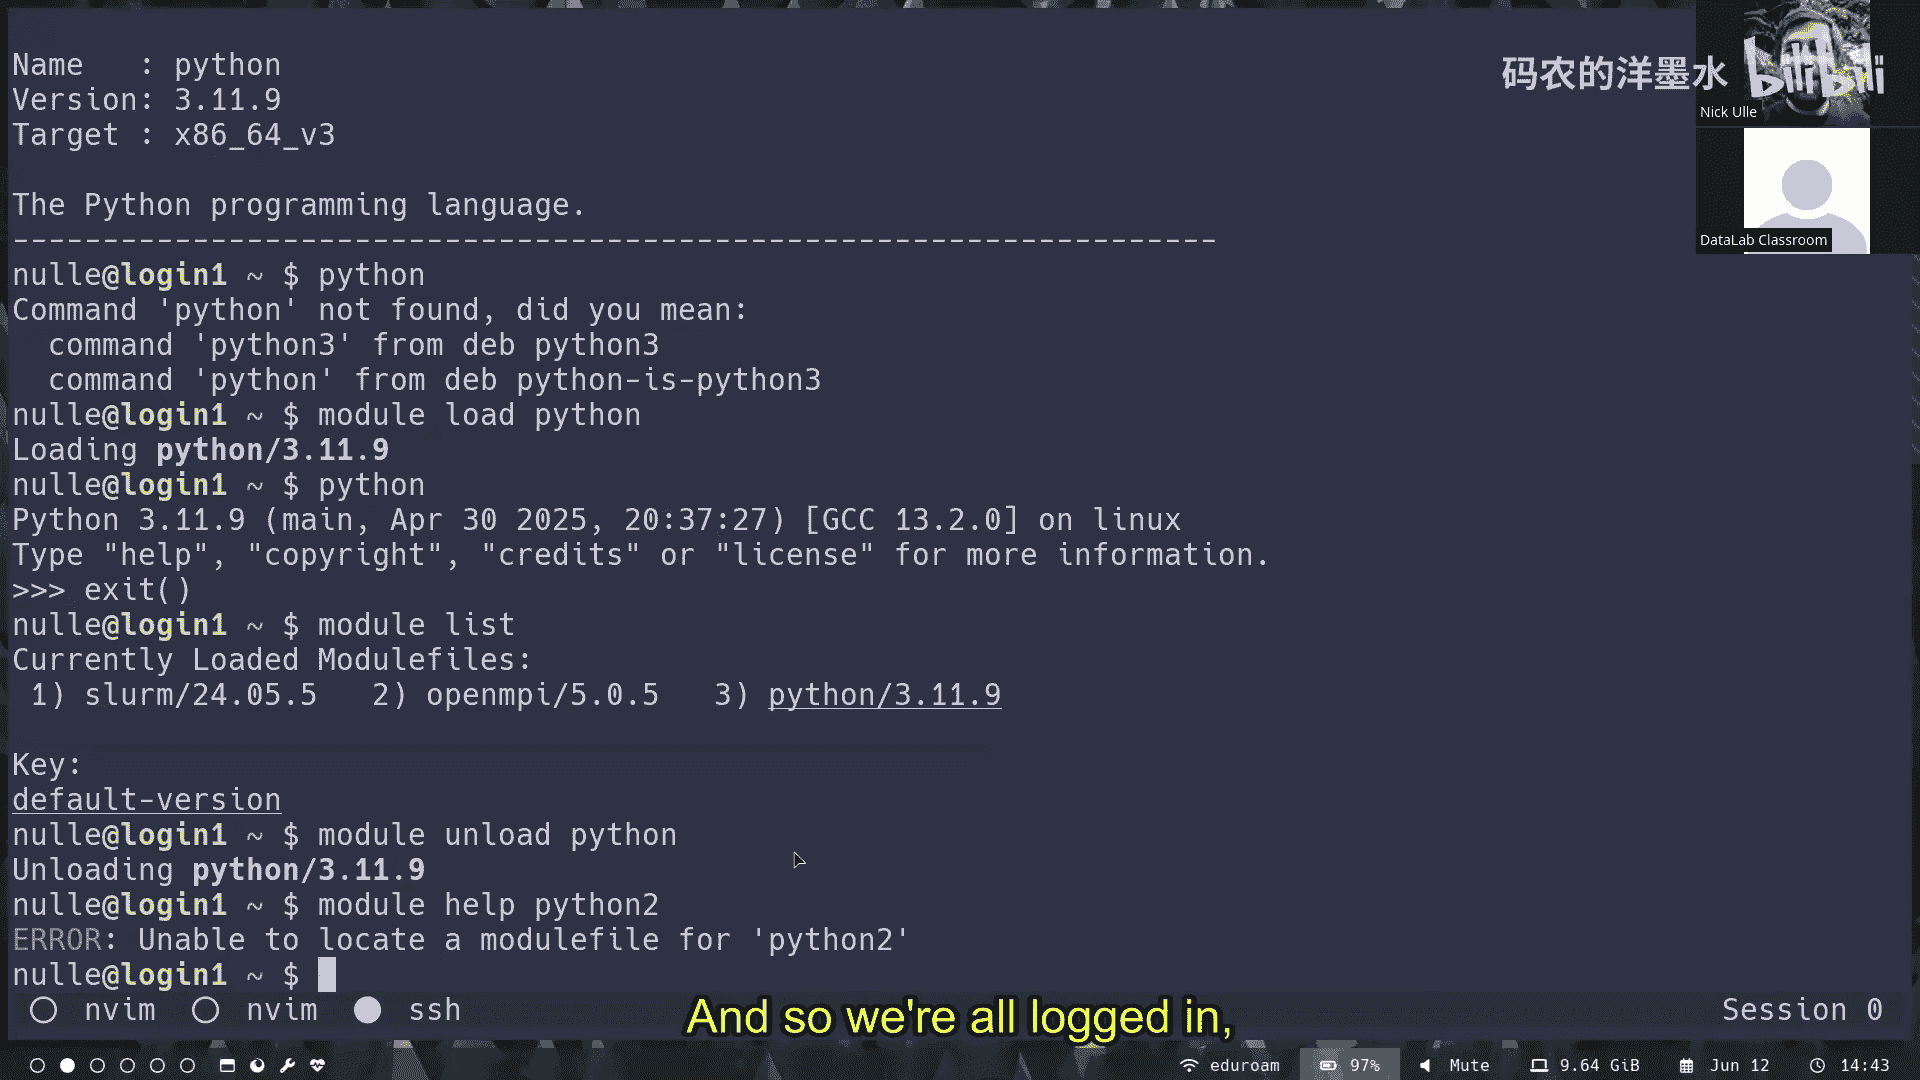 Name   : python
Version: 3.11.9
Target : x86_64_v3
The Python programming language.
-------------------------------------------------------------------
nulle@login1 ~ $ python
Command 'python' not found, did you mean:
  command 'python3' from deb python3
  command 'python' from deb python-is-python3
nulle@login1 ~ $ module load python
Loading python/3.11.9
nulle@login1 ~ $ python
Python 3.11.9 (main, Apr 30 2025, 20:37:27) [GCC 13.2.0] on linux
Type "help", "copyright", "credits" or "license" for more information.
>>> exit()
nulle@login1 ~ $ module list
Currently Loaded Modulefiles:
 1) slurm/24.05.5   2) openmpi/5.0.5   3) python/3.11.9
Key:
default-version
nulle@login1 ~ $ module unload python
Unloading python/3.11.9
nulle@login1 ~ $ module help python2
ERROR: Unable to locate a modulefile for 'python2'
nulle@login1 ~ $
nvim nvim ssh Session 0
And so we're all logged in,
码农的洋墨水 bilibili
Nick Ulle
DataLab Classroom
eduroam 97% Mute 9.64 GiB Jun 12 14:43